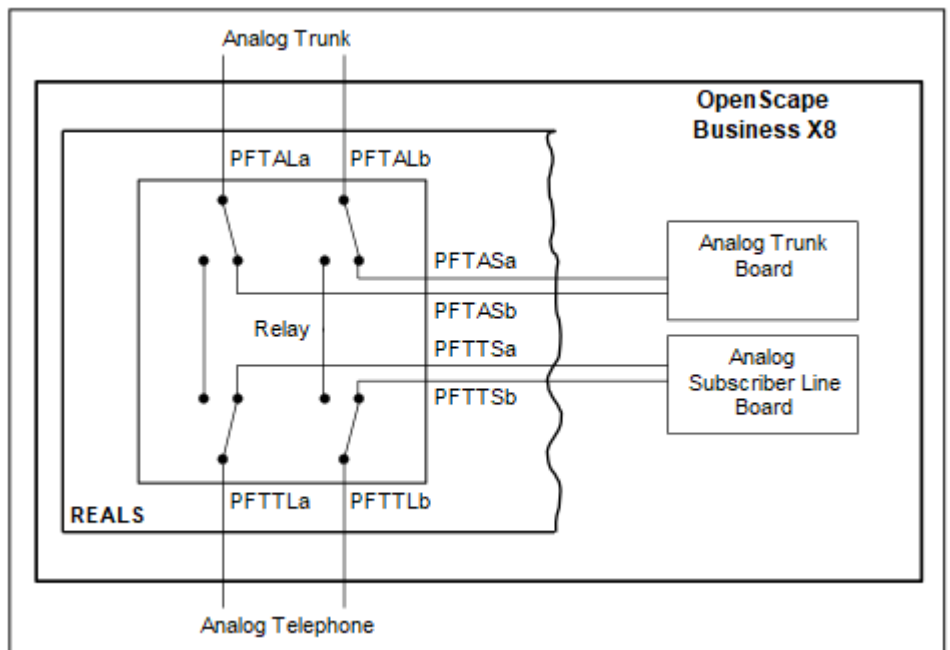 Analog Trunk
OpenScape
Business X8
PFTALa PFTALb
Analog Trunk
Board
PFTASa
PFTASb
Relay
PFTTSa
Analog
Subscriber Line
Board
PFTTSb
PFTTLa PFTTLb
REALS
Analog Telephone